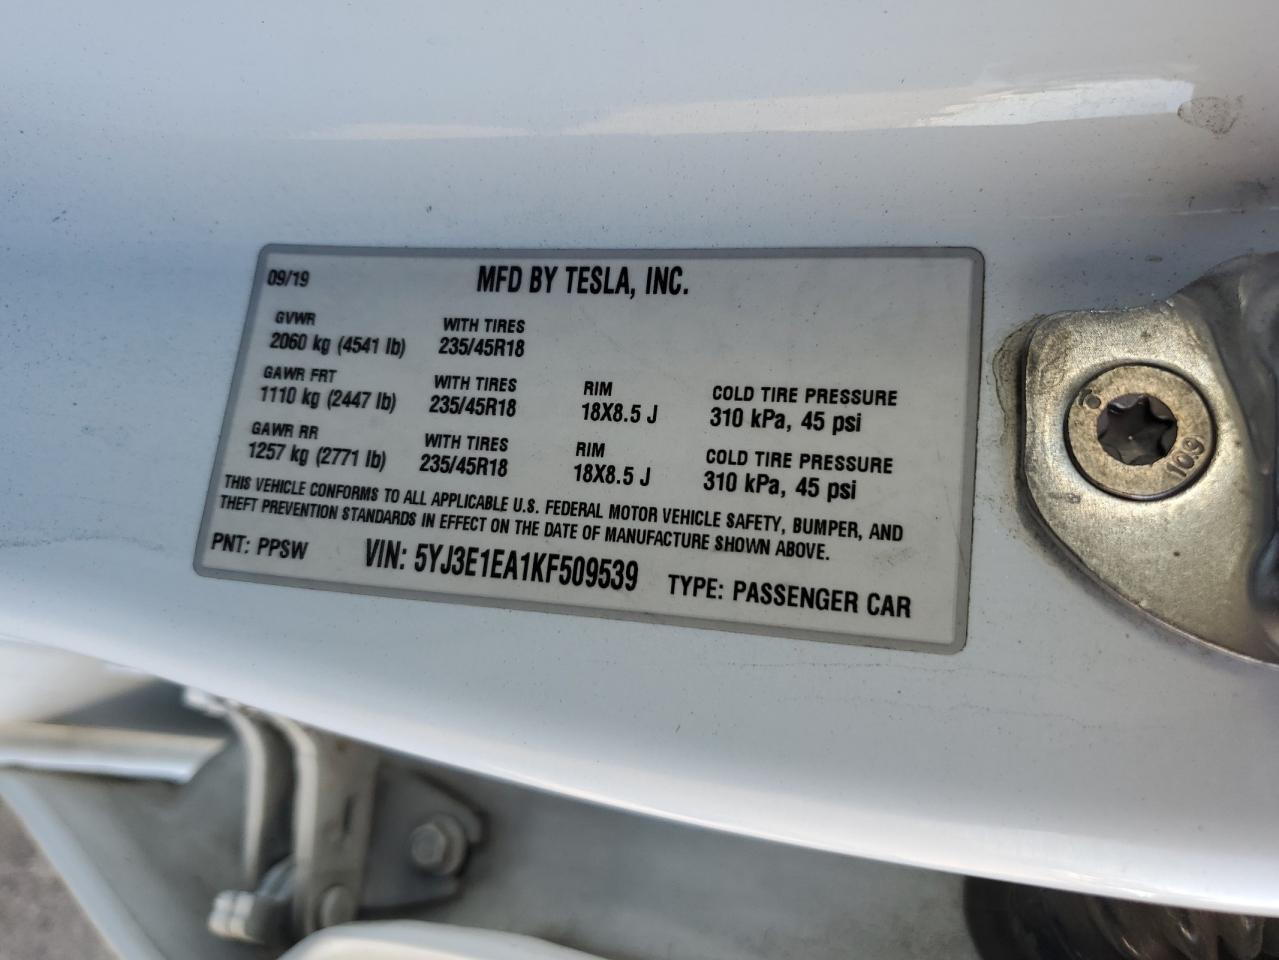 09/19 MFD BY TESLA, INC.
GVWR WITH TIRES
2060 kg (4541 lb) 235/45R18
GAWR FRT WITH TIRES RIM COLD TIRE PRESSURE
1110 kg (2447 lb) 235/45R18 18X8.5 J 310 kPa, 45 psi
GAWR RR WITH TIRES RIM COLD TIRE PRESSURE
1257 kg (2771 lb) 235/45R18 18X8.5 J 310 kPa, 45 psi
THIS VEHICLE CONFORMS TO ALL APPLICABLE U.S. FEDERAL MOTOR VEHICLE SAFETY, BUMPER, AND
THEFT PREVENTION STANDARDS IN EFFECT ON THE DATE OF MANUFACTURE SHOWN ABOVE.
PNT: PPSW VIN: 5YJ3E1EA1KF509539 TYPE: PASSENGER CAR